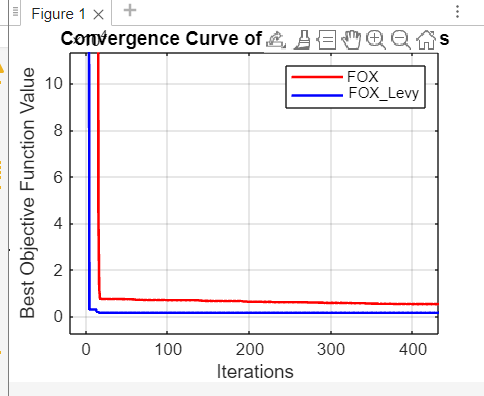 Figure 1
Convergence Curve of s
FOX
FOX_Levy
10
8
6
4
2
0
Best Objective Function Value
0 100 200 300 400
Iterations